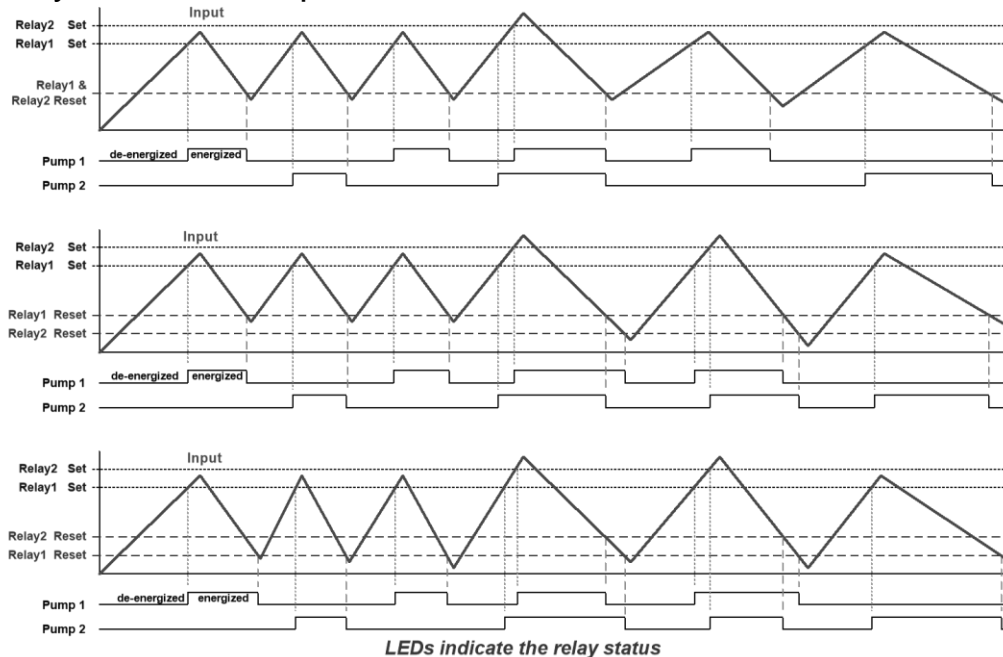 Input
Relay2 Set
Relay1 Set
Relay1 &
Relay2 Reset
de-energized energized
Pump 1
Pump 2
Input
Relay2 Set
Relay1 Set
Relay1 Reset
Relay2 Reset
de-energized energized
Pump 1
Pump 2
Input
Relay2 Set
Relay1 Set
Relay2 Reset
Relay1 Reset
de-energized energized
Pump 1
Pump 2
LEDs indicate the relay status